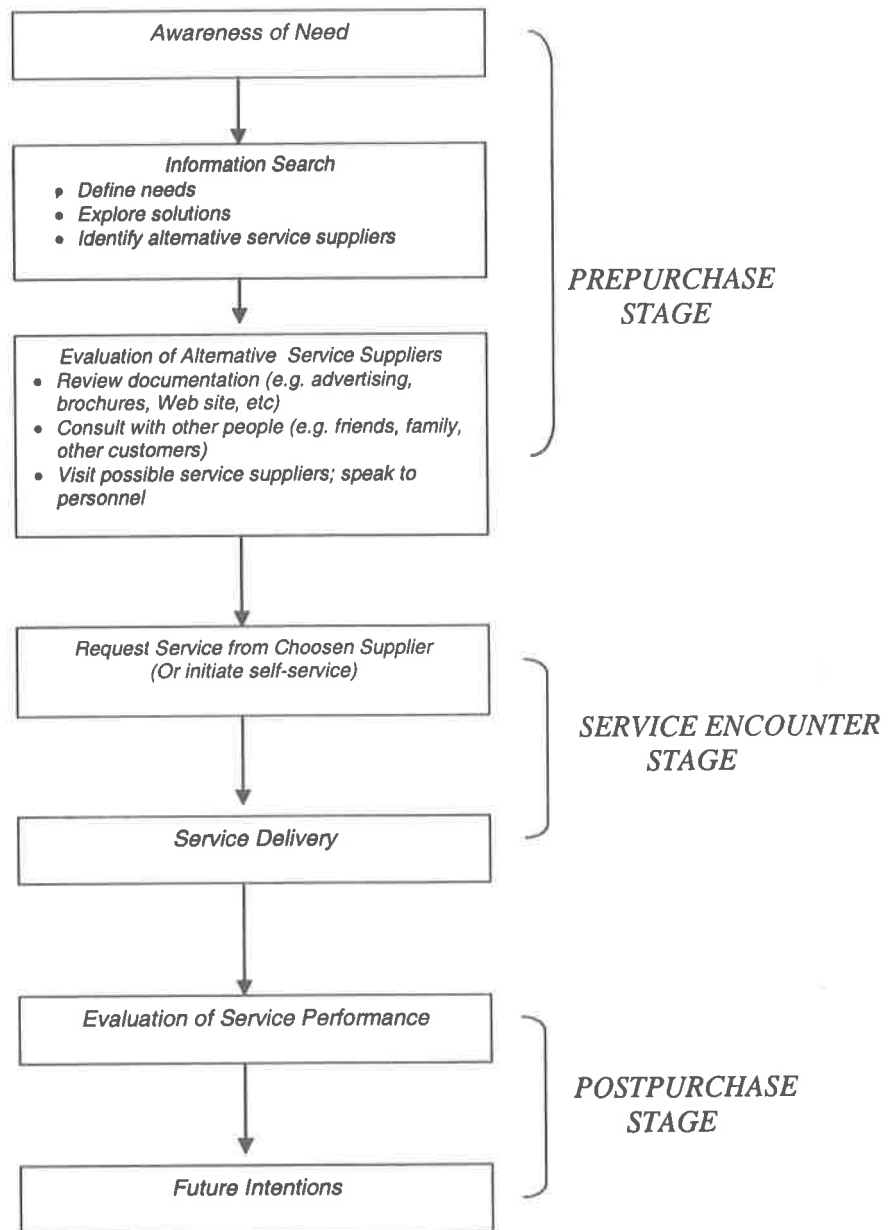 Awareness of Need
Information Search
• Define needs
• Explore solutions
• Identify alternative service suppliers
PREPURCHASE
STAGE
Evaluation of Alternative Service Suppliers
• Review documentation (e.g. advertising,
brochures, Web site, etc)
• Consult with other people (e.g. friends, family,
other customers)
• Visit possible service suppliers; speak to
personnel
Request Service from Choosen Supplier
(Or initiate self-service)
SERVICE ENCOUNTER
STAGE
Service Delivery
Evaluation of Service Performance
POSTPURCHASE
STAGE
Future Intentions